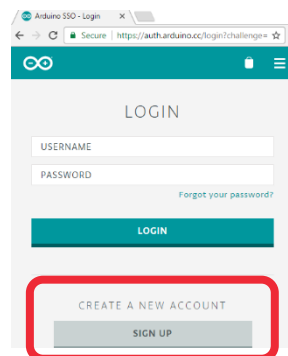 Arduino SSO - Login
Secure | https://auth.arduino.cc/login?challenge=
LOGIN
USERNAME
PASSWORD
Forgot your password?
LOGIN
CREATE A NEW ACCOUNT
SIGN UP